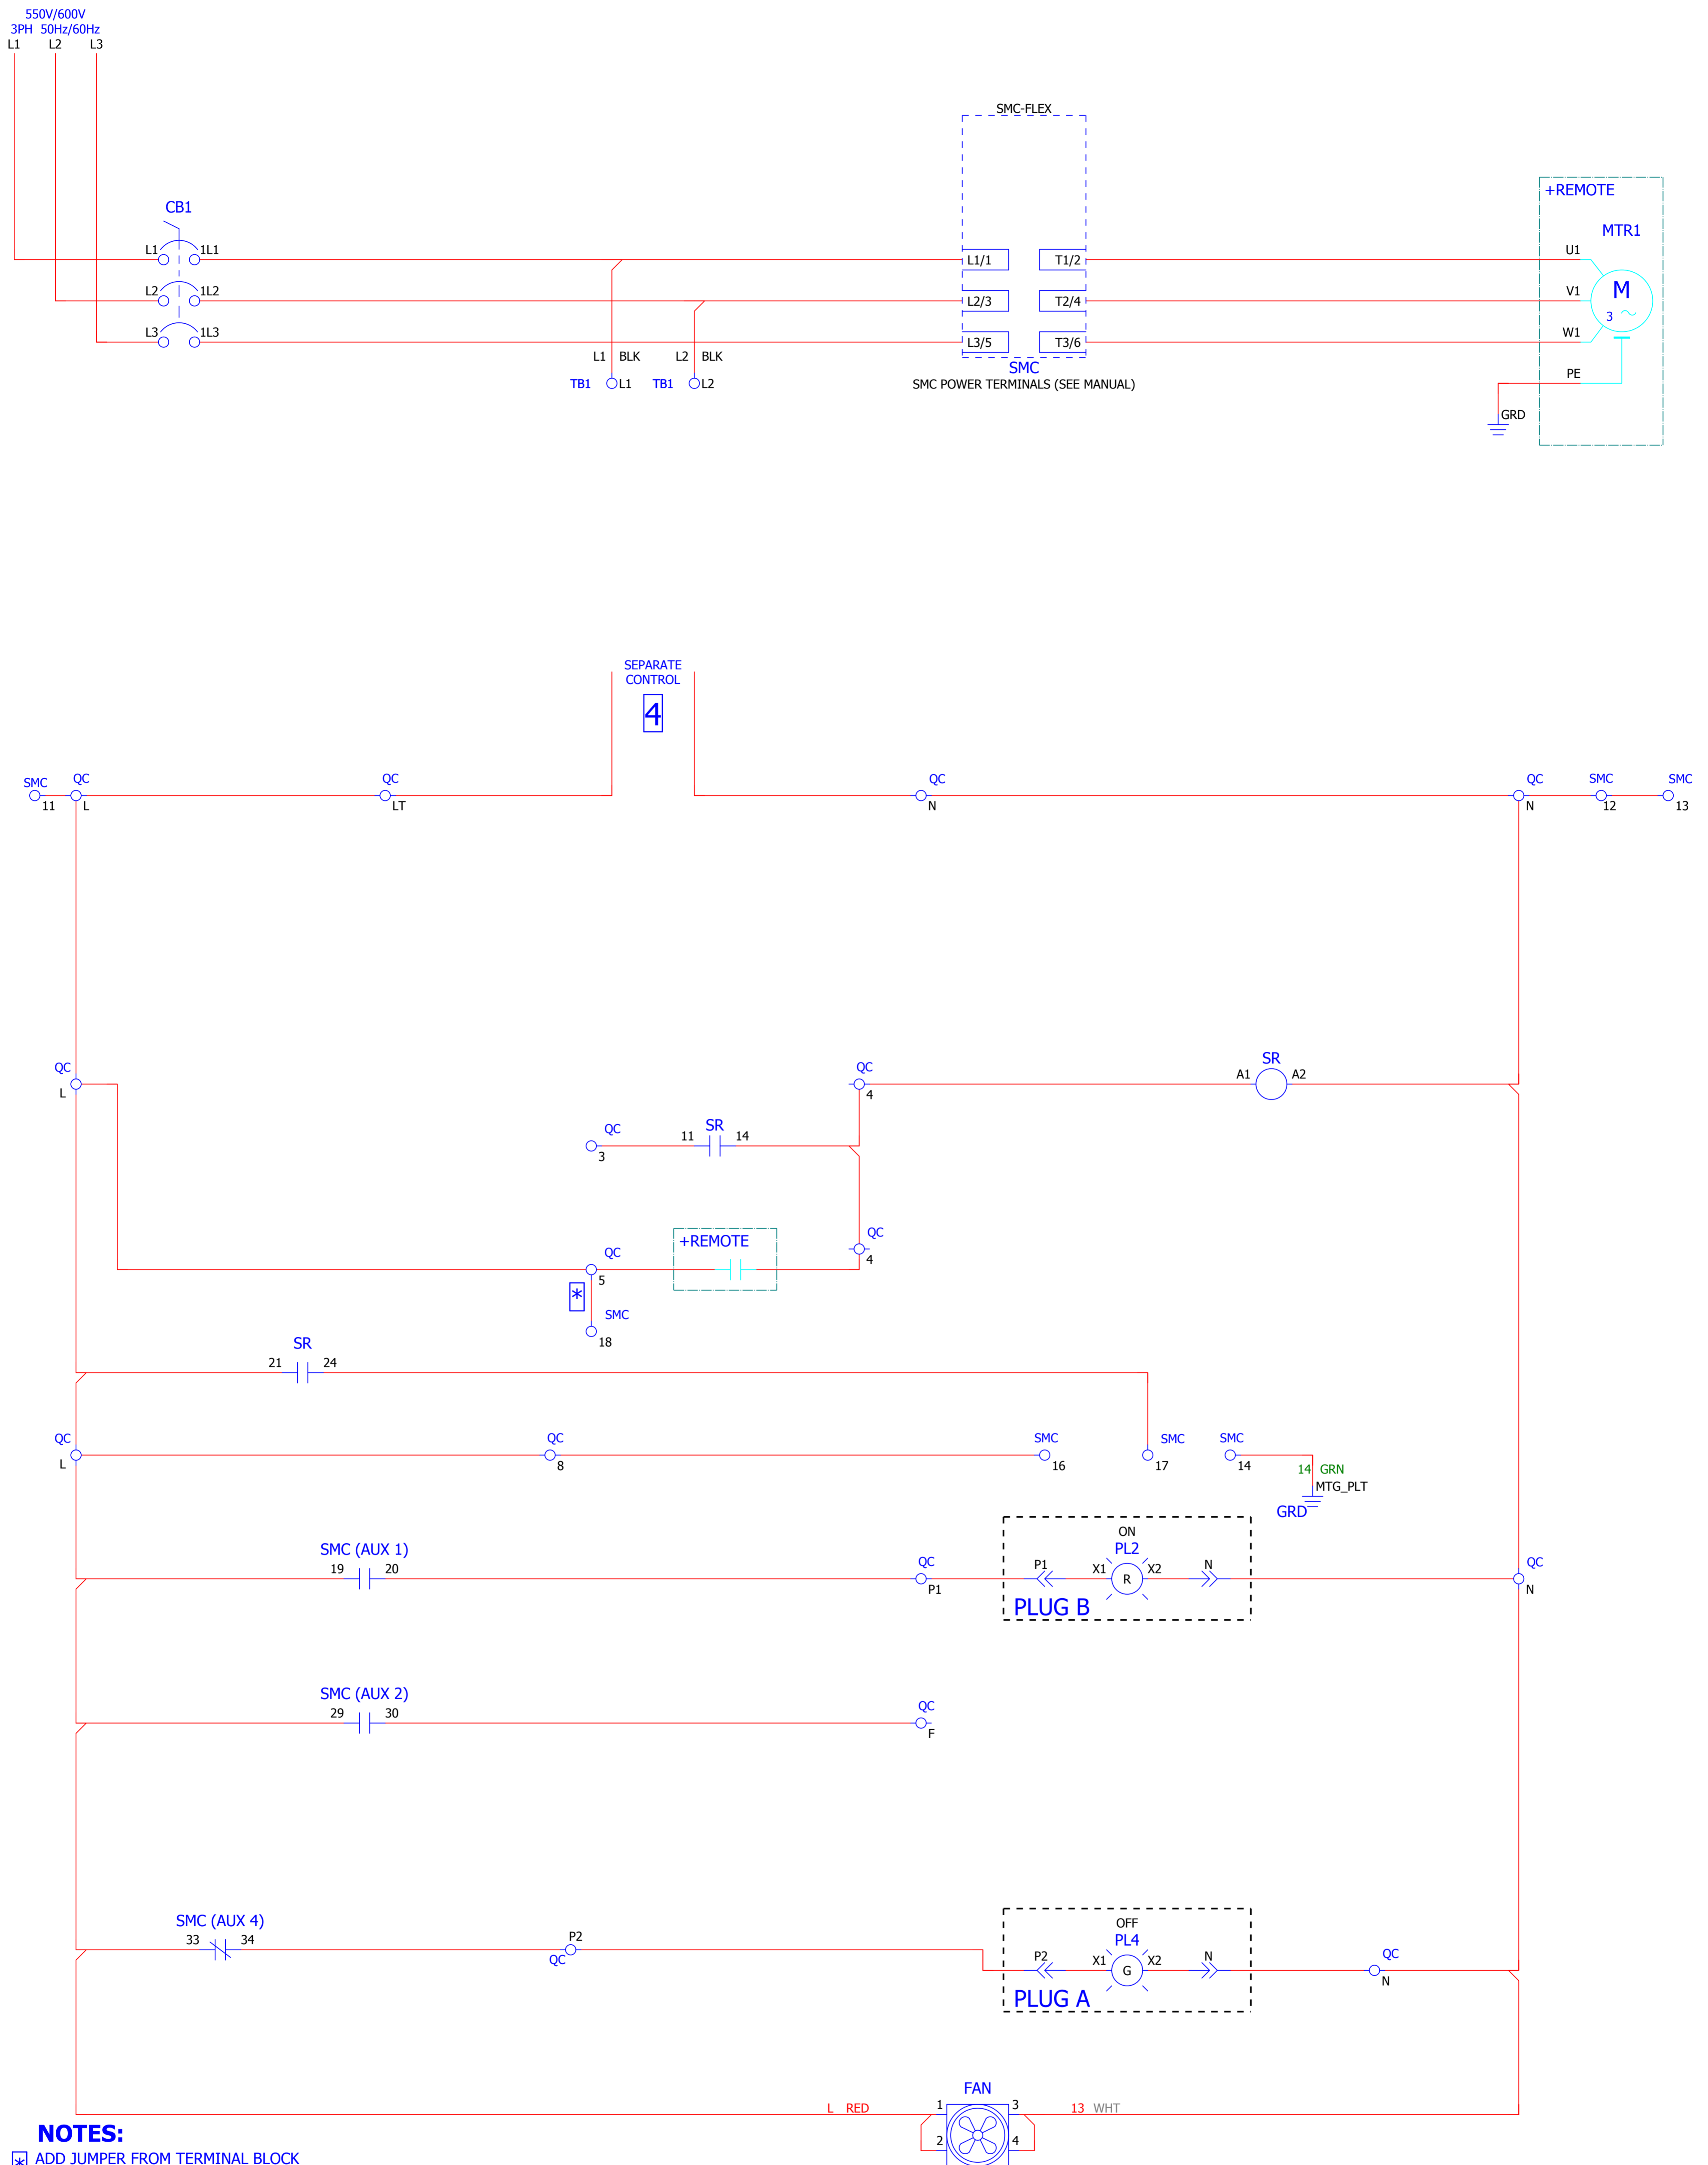 550V/600V
3PH 50Hz/60Hz
L1 L2 L3
SMC-FLEX
+REMOTE
CB1
MTR1
L1 1L1 L1/1 T1/2 U1
L2 1L2 L2/3 T2/4 V1 M
3
L3 1L3 L3/5 T3/6 W1
L1 BLK L2 BLK
SMC
PE
TB1 L1 TB1 L2 SMC POWER TERMINALS (SEE MANUAL)
GRD
SEPARATE
CONTROL
4
SMC QC QC QC QC SMC SMC
11 L LT N N 12 13
SR
QC QC A1 A2
L 4
QC SR
11 14
3
QC
+REMOTE
QC 4
5
*
SMC
18
SR
21 24
QC QC SMC SMC SMC
L 8 16 17 14
14 GRN
MTG_PLT
GRD
ON
SMC (AUX 1) PL2
19 20 QC P1 X1 X2 N QC
R
P1 N
PLUG B
SMC (AUX 2)
29 30 QC
F
SMC (AUX 4) OFF
33 34 P2 PL4
QC P2 X1 X2 N QC
G
N
PLUG A
FAN
L RED 1 3 13 WHT
2 4
NOTES:
* ADD JUMPER FROM TERMINAL BLOCK